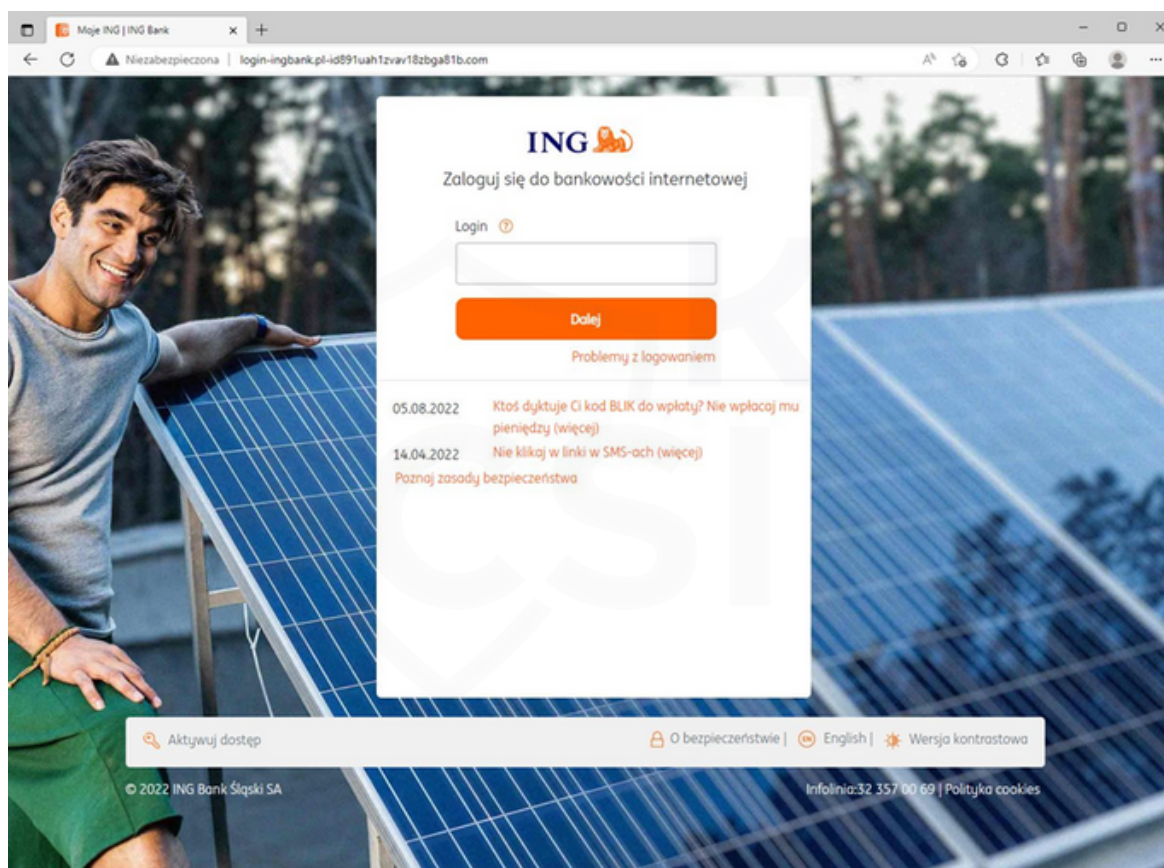 Moje ING | ING Bank
Niezabezpieczona | login-ingbank.pl-id891uah1zvav18zbga81b.com
ING
Zaloguj się do bankowości internetowej
Login ?
Dalej
Problemy z logowaniem
05.08.2022 Ktoś dyktuje Ci kod BLIK do wpłaty? Nie wpłacaj mu
pieniędzy (więcej)
14.04.2022 Nie klikaj w linki w SMS-ach (więcej)
Poznaj zasady bezpieczeństwa
CSI
Aktywuj dostęp O bezpieczeństwie | EN English | Wersja kontrastowa
© 2022 ING Bank Śląski SA Infolinia:32 357 00 69 | Polityka cookies